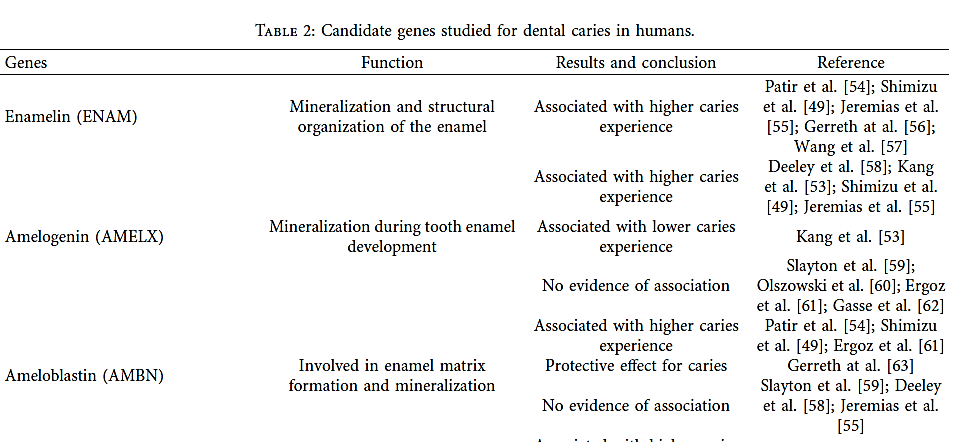 TABLE 2: Candidate genes studied for dental caries in humans.
Genes Function Results and conclusion Reference
Enamelin (ENAM)
Mineralization and structural
organization of the enamel
Associated with higher caries
experience
Patir et al. [54]; Shimizu
et al. [49]; Jeremias et al.
[55]; Gerreth at al. [56];
Wang et al. [57]
Amelogenin (AMELX)
Mineralization during tooth enamel
development
Associated with higher caries
experience
Deeley et al. [58]; Kang
et al. [53]; Shimizu et al.
[49]; Jeremias et al. [55]
Associated with lower caries
experience
Kang et al. [53]
No evidence of association
Slayton et al. [59];
Olszowski et al. [60]; Ergoz
et al. [61]; Gasse et al. [62]
Ameloblastin (AMBN)
Involved in enamel matrix
formation and mineralization
Associated with higher caries
experience
Patir et al. [54]; Shimizu
et al. [49]; Ergoz et al. [61]
Protective effect for caries
Gerreth at al. [63]
No evidence of association
Slayton et al. [59]; Deeley
et al. [58]; Jeremias et al.
[55]